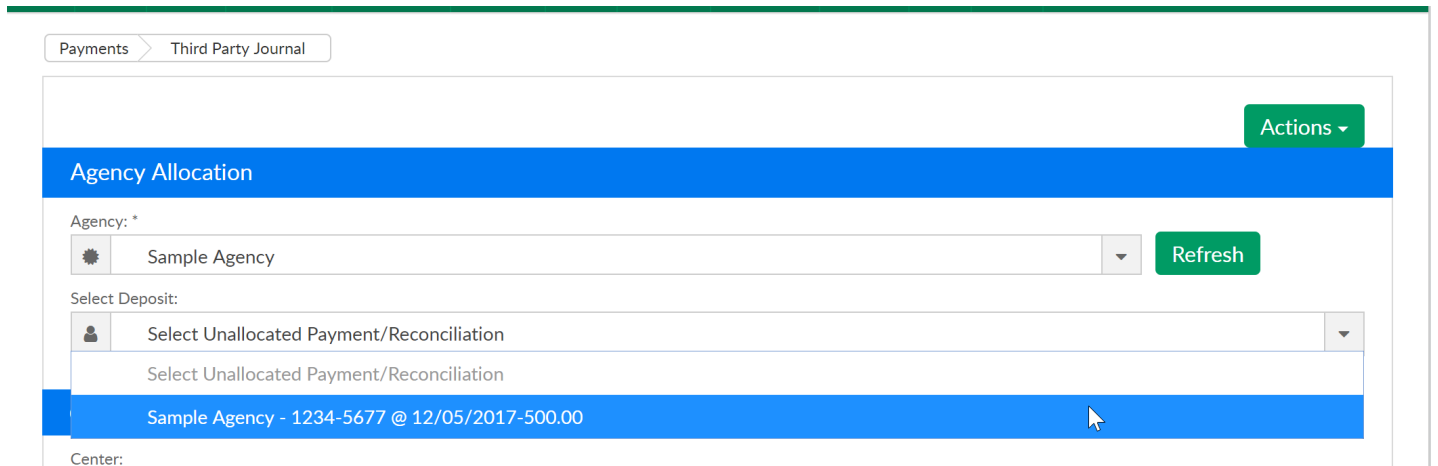 Payments Third Party Journal
Actions
Agency Allocation
Agency: *
Sample Agency
Refresh
Select Deposit:
Select Unallocated Payment/Reconciliation
Select Unallocated Payment/Reconciliation
Sample Agency - 1234-5677 @ 12/05/2017-500.00
Center: